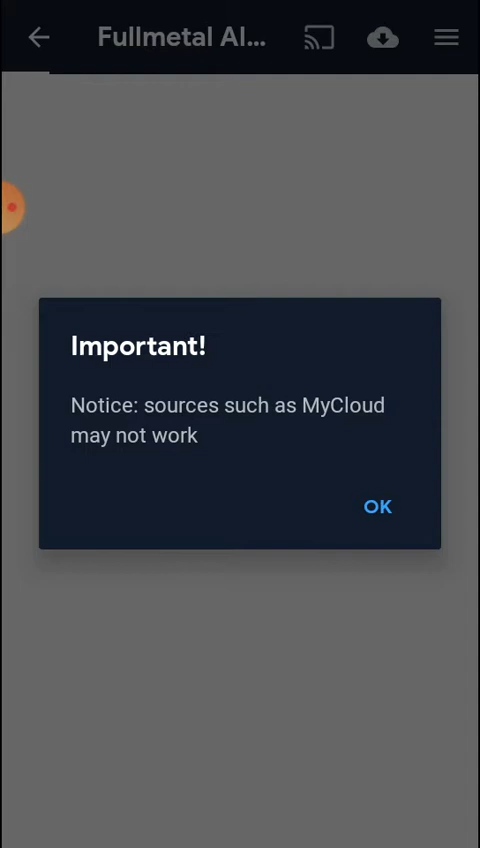 Fullmetal Al...
Important!
Notice: sources such as MyCloud
may not work
OK